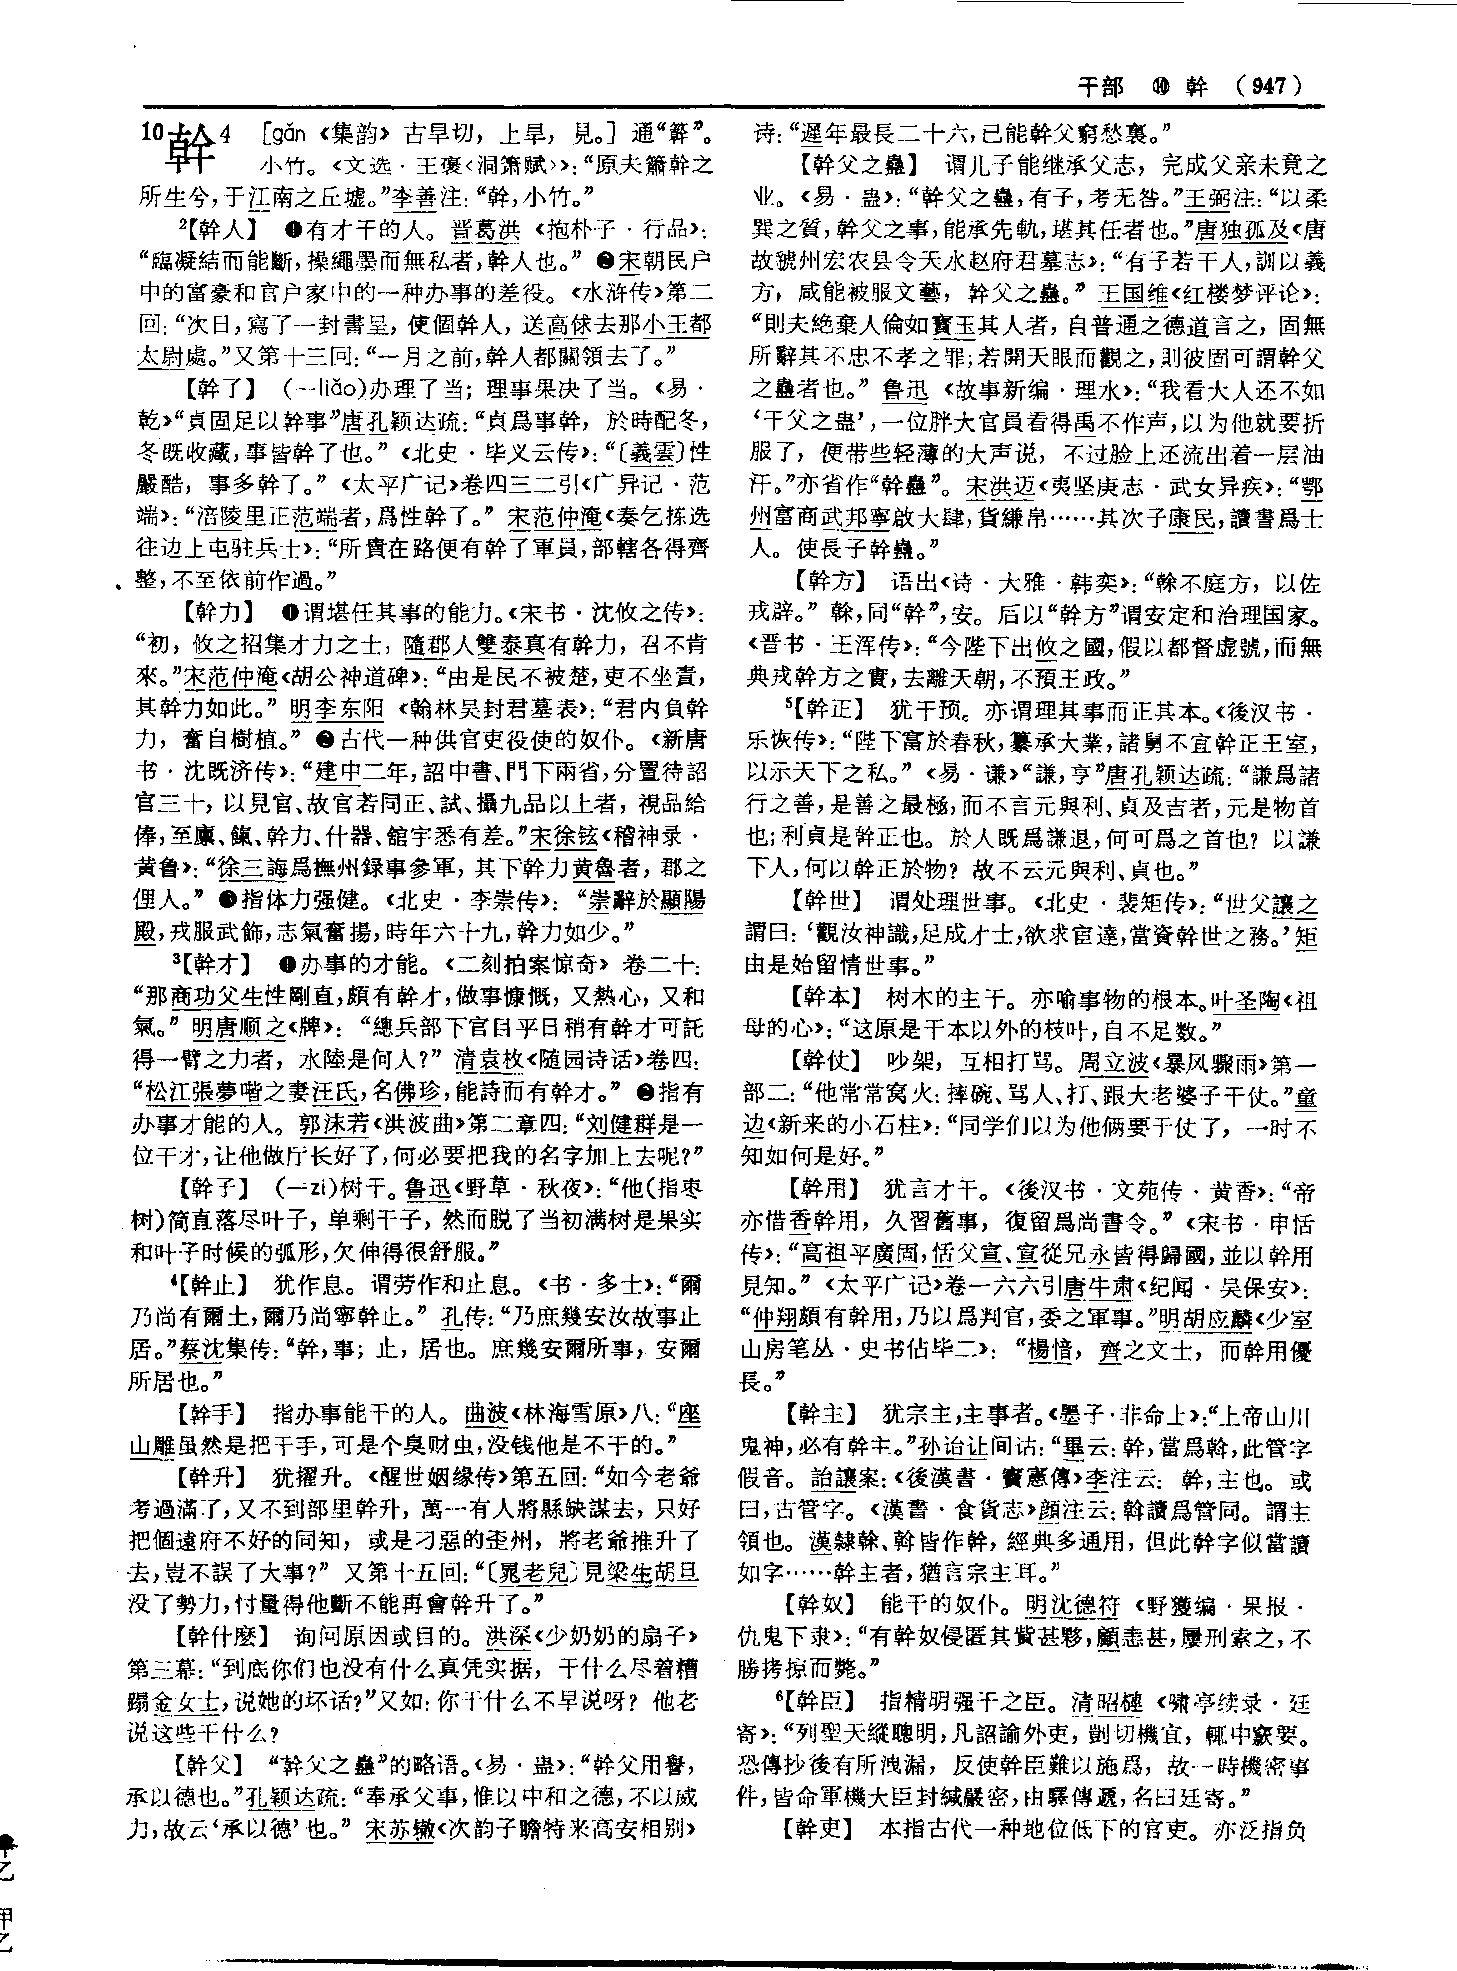 干部 ⑩ 幹 (947)
10幹4 [gǎn《集韵》古旱切，上旱，見。] 通“簳”。
小竹。《文选·王褒〈洞箫赋〉》：“原夫簫幹之
所生兮，于江南之丘墟。”李善注：“幹，小竹。”
2【幹人】 ❶有才干的人。晋葛洪《抱朴子·行品》：
“臨凝結而能斷，操繩墨而無私者，幹人也。” ❷宋朝民户
中的富豪和官户家中的一种办事的差役。《水浒传》第二
回：“次日，寫了一封書呈，使個幹人，送高俅去那小王都
太尉處。”又第十三回：“一月之前，幹人都關領去了。”
【幹了】 (—liǎo)办理了当；理事果决了当。《易·
乾》“貞固足以幹事”唐孔颖达疏：“貞爲事幹，於時配冬，
冬既收藏，事皆幹了也。”《北史·毕义云传》：“〔義雲〕性
嚴酷，事多幹了。”《太平广记》卷四三二引《广异记·范
端》：“涪陵里正范端者，爲性幹了。” 宋范仲淹《奏乞拣选
往边上屯驻兵士》：“所貴在路便有幹了軍員，部轄各得齊
整，不至依前作過。”
【幹力】 ❶谓堪任其事的能力。《宋书·沈攸之传》：
“初，攸之招集才力之士，隨郡人雙泰真有幹力，召不肯
來。”宋范仲淹《胡公神道碑》：“由是民不被楚，吏不坐責，
其幹力如此。” 明李东阳《翰林吴封君墓表》：“君内負幹
力，奮自樹植。” ❷古代一种供官吏役使的奴仆。《新唐
书·沈既济传》：“建中二年，詔中書、門下兩省，分置待詔
官三十，以見官、故官若同正、試、攝九品以上者，視品給
俸，至廪、餼、幹力、什器、舘宇悉有差。”宋徐铉《稽神录·
黄鲁》：“徐三誨爲撫州録事參軍，其下幹力黄魯者，郡之
俚人。” ❸指体力强健。《北史·李崇传》：“崇辭於顯陽
殿，戎服武飾，志氣奮揚，時年六十九，幹力如少。”
3【幹才】 ❶办事的才能。《二刻拍案惊奇》卷二十：
“那商功父生性剛直，頗有幹才，做事慷慨，又熱心，又和
氣。” 明唐顺之《牌》：“總兵部下官目平日稍有幹才可託
得一臂之力者，水陸是何人？” 清袁枚《随园诗话》卷四：
“松江張夢喈之妻汪氏，名佛珍，能詩而有幹才。” ❷指有
办事才能的人。郭沫若《洪波曲》第二章四：“刘健群是一
位干才，让他做厅长好了，何必要把我的名字加上去呢？”
【幹子】 (—zi)树干。鲁迅《野草·秋夜》：“他(指枣
树)简直落尽叶子，单剩干子，然而脱了当初满树是果实
和叶子时候的弧形，欠伸得很舒服。”
4【幹止】 犹作息。谓劳作和止息。《书·多士》：“爾
乃尚有爾土，爾乃尚寧幹止。” 孔传：“乃庶幾安汝故事止
居。”蔡沈集传：“幹，事；止，居也。庶幾安爾所事，安爾
所居也。”
【幹手】 指办事能干的人。曲波《林海雪原》八：“座
山雕虽然是把干手，可是个臭财虫，没钱他是不干的。”
【幹升】 犹擢升。《醒世姻缘传》第五回：“如今老爺
考過滿了，又不到部里幹升，萬一有人將縣缺謀去，只好
把個遠府不好的同知，或是刁惡的歪州，將老爺推升了
去，豈不誤了大事？” 又第十五回：“〔晁老兒〕見梁生胡旦
没了勢力，忖量得他斷不能再會幹升了。”
【幹什麽】 询问原因或目的。洪深《少奶奶的扇子》
第三幕：“到底你们也没有什么真凭实据，干什么尽着糟
蹋金女士，说她的坏话？”又如：你干什么不早说呀？他老
说这些干什么？
【幹父】 “幹父之蠱”的略语。《易·蛊》：“幹父用譽，
承以德也。”孔颖达疏：“奉承父事，惟以中和之德，不以威
力，故云‘承以德’也。” 宋苏辙《次韵子瞻特来高安相别》
诗：“遲年最長二十六，已能幹父窮愁裏。”
【幹父之蠱】 谓儿子能继承父志，完成父亲未竟之
业。《易·蛊》：“幹父之蠱，有子，考无咎。”王弼注：“以柔
巽之質，幹父之事，能承先軌，堪其任者也。”唐独孤及《唐
故虢州宏农县令天水赵府君墓志》：“有子若干人，訓以義
方，咸能被服文藝，幹父之蠱。” 王国维《红楼梦评论》：
“則夫絶棄人倫如寶玉其人者，自普通之德道言之，固無
所辭其不忠不孝之罪；若開天眼而觀之，則彼固可謂幹父
之蠱者也。” 鲁迅《故事新编·理水》：“我看大人还不如
‘干父之蛊’，一位胖大官員看得禹不作声，以为他就要折
服了，便带些轻薄的大声说，不过脸上还流出着一层油
汗。”亦省作“幹蠱”。宋洪迈《夷坚庚志·武女异疾》：“鄂
州富商武邦寧啟大肆，貨縑帛……其次子康民，讀書爲士
人。使長子幹蠱。”
【幹方】 语出《诗·大雅·韩奕》：“榦不庭方，以佐
戎辟。” 榦，同“幹”，安。后以“幹方”谓安定和治理国家。
《晋书·王浑传》：“今陛下出攸之國，假以都督虚號，而無
典戎幹方之實，去離天朝，不預王政。”
5【幹正】 犹干预。亦谓理其事而正其本。《後汉书·
乐恢传》：“陛下富於春秋，纂承大業，諸舅不宜幹正王室，
以示天下之私。”《易·谦》“謙，亨”唐孔颖达疏：“謙爲諸
行之善，是善之最極，而不言元與利、貞及吉者，元是物首
也；利貞是幹正也。於人既爲謙退，何可爲之首也？以謙
下人，何以幹正於物？故不云元與利、貞也。”
【幹世】 谓处理世事。《北史·裴矩传》：“世父讓之
謂曰：‘觀汝神識，足成才士，欲求宦達，當資幹世之務。’矩
由是始留情世事。”
【幹本】 树木的主干。亦喻事物的根本。叶圣陶《祖
母的心》：“这原是干本以外的枝叶，自不足数。”
【幹仗】 吵架，互相打骂。周立波《暴风骤雨》第一
部二：“他常常窝火：摔碗、骂人、打、跟大老婆子干仗。”童
边《新来的小石柱》：“同学们以为他俩要干仗了，一时不
知如何是好。”
【幹用】 犹言才干。《後汉书·文苑传·黄香》：“帝
亦惜香幹用，久習舊事，復留爲尚書令。”《宋书·申恬
传》：“高祖平廣固，恬父宣、宣從兄永皆得歸國，並以幹用
見知。”《太平广记》卷一六六引唐牛肃《纪闻·吴保安》：
“仲翔頗有幹用，乃以爲判官，委之軍事。”明胡应麟《少室
山房笔丛·史书佔毕二》：“楊愔，齊之文士，而幹用優
長。”
【幹主】 犹宗主，主事者。《墨子·非命上》：“上帝山川
鬼神，必有幹主。”孙诒让间诂：“畢云：幹，當爲斡，此管字
假音。詒讓案：《後漢書·竇憲傳》李注云：幹，主也。或
曰，古管字。《漢書·食貨志》顔注云：斡讀爲管同。謂主
領也。漢隸榦、斡皆作幹，經典多通用，但此幹字似當讀
如字……幹主者，猶言宗主耳。”
【幹奴】 能干的奴仆。明沈德符《野獲编·果报·
仇鬼下隶》：“有幹奴侵匿其貲甚夥，顧恚甚，屢刑索之，不
勝拷掠而斃。”
6【幹臣】 指精明强干之臣。清昭槤《啸亭续录·廷
寄》：“列聖天縱聰明，凡詔諭外吏，剴切機宜，輒中窾要。
恐傳抄後有所洩漏，反使幹臣難以施爲，故一時機密事
件，皆命軍機大臣封緘嚴密，由驛傳遞，名曰廷寄。”
【幹吏】 本指古代一种地位低下的官吏。亦泛指负